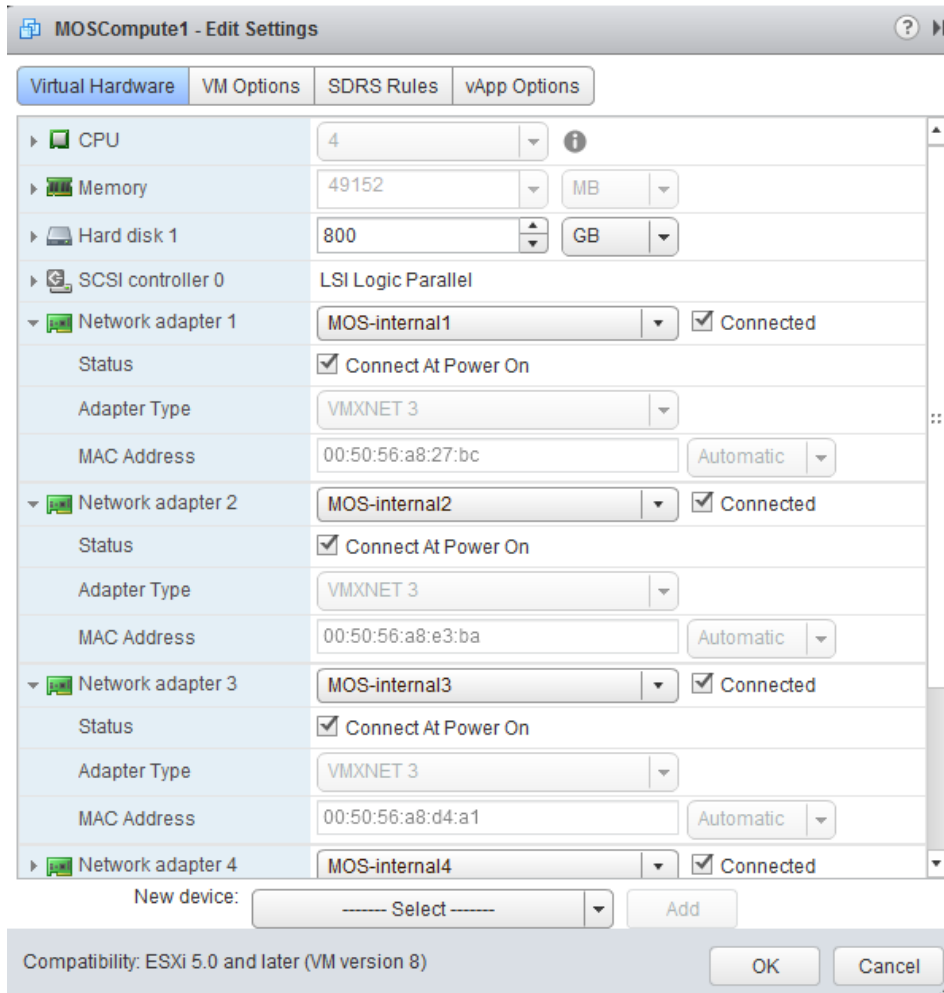 MOSCompute1 - Edit Settings
Virtual Hardware VM Options SDRS Rules vApp Options
CPU 4
Memory 49152 MB
Hard disk 1 800 GB
SCSI controller 0 LSI Logic Parallel
Network adapter 1 MOS-internal1 Connected
Status Connect At Power On
Adapter Type VMXNET 3
MAC Address 00:50:56:a8:27:bc Automatic
Network adapter 2 MOS-internal2 Connected
Status Connect At Power On
Adapter Type VMXNET 3
MAC Address 00:50:56:a8:e3:ba Automatic
Network adapter 3 MOS-internal3 Connected
Status Connect At Power On
Adapter Type VMXNET 3
MAC Address 00:50:56:a8:d4:a1 Automatic
Network adapter 4 MOS-internal4 Connected
New device: ------- Select ------- Add
Compatibility: ESXi 5.0 and later (VM version 8) OK Cancel